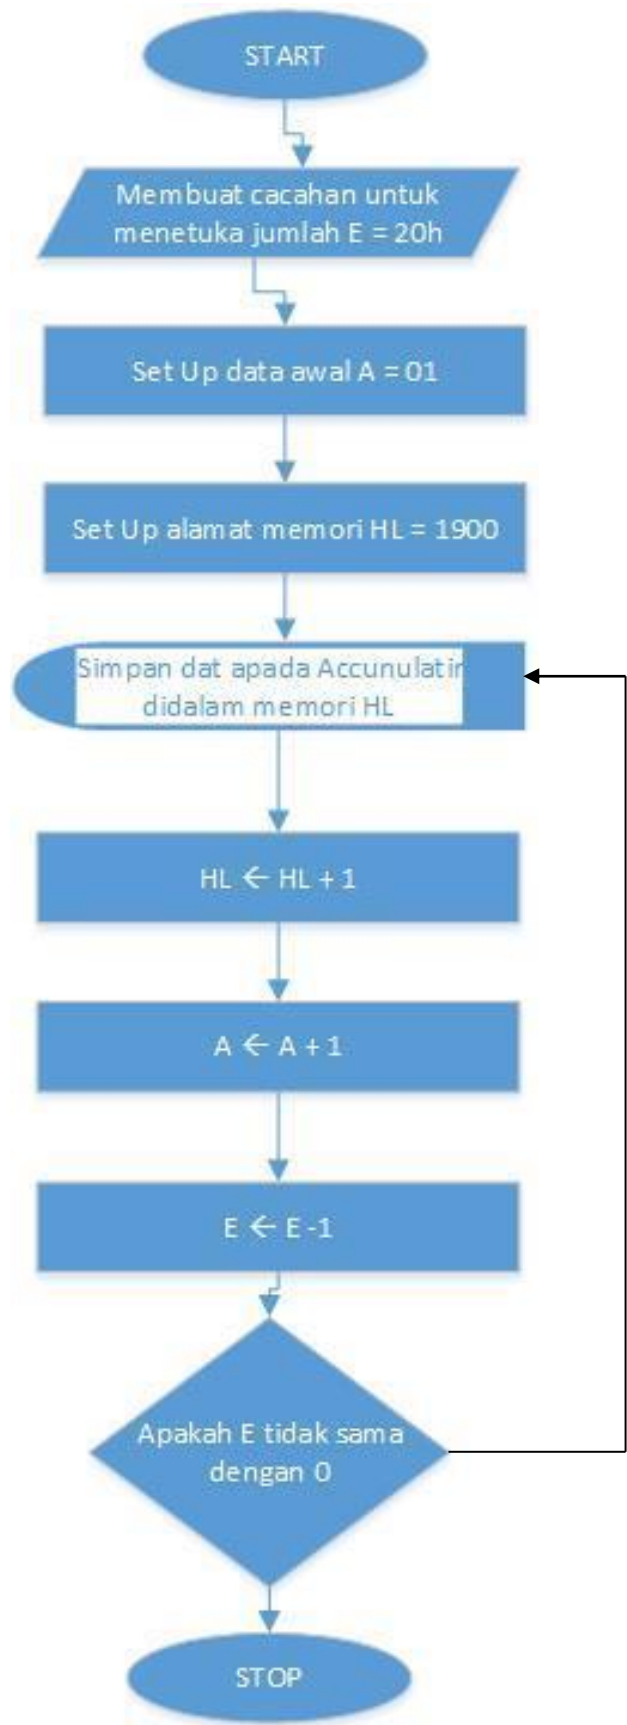 START
Membuat cacahan untuk
menetuka jumlah E = 20h
Set Up data awal A = 01
Set Up alamat memori HL = 1900
Simpan dat apada Accunulatir
didalam memori HL
HL ← HL + 1
A ← A + 1
E ← E -1
Apakah E tidak sama
dengan 0
STOP